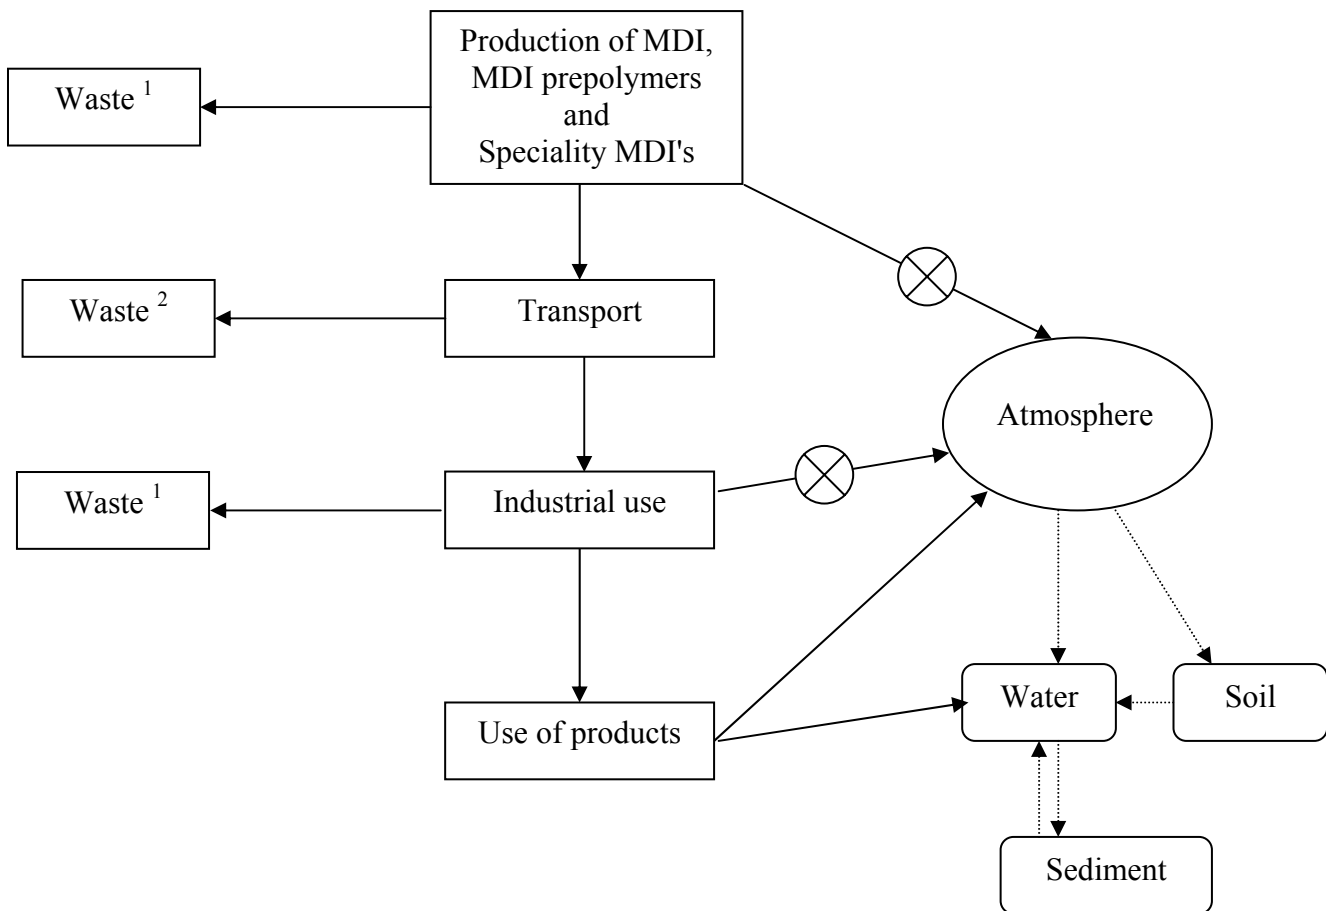 Production of MDI,
MDI prepolymers
and
Speciality MDI's
Waste 1
Waste 2
Transport
Atmosphere
Waste 1
Industrial use
Use of products
Water
Soil
Sediment